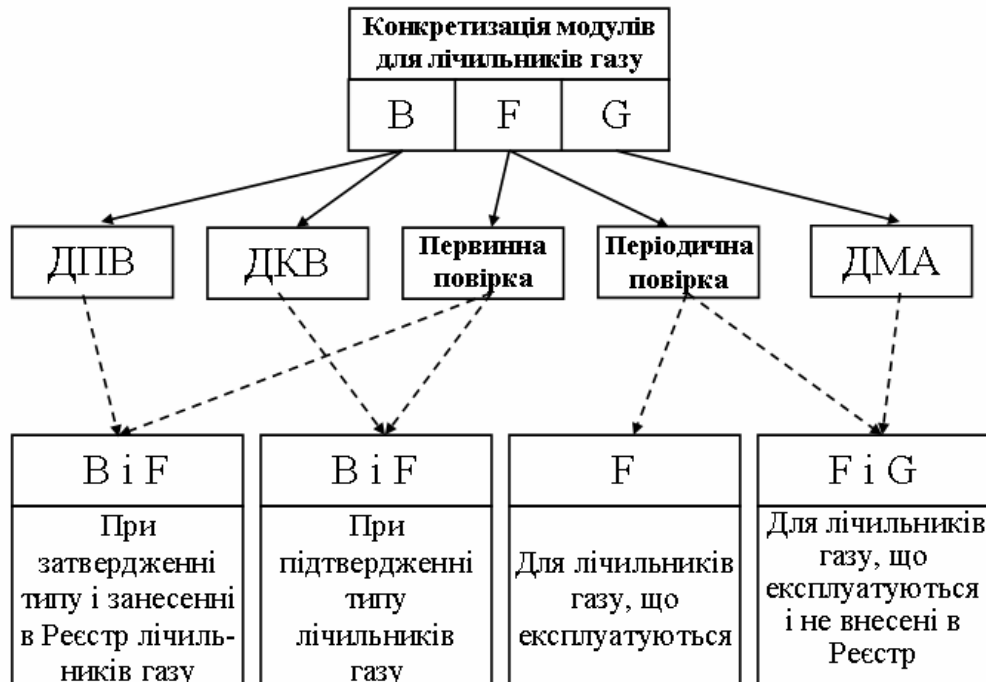 Конкретизація модулів
для лічильників газу
B
F
G
ДПВ
ДКВ
Первинна
повірка
Періодична
повірка
ДМА
B і F
При
затвердженні
типу і занесенні
в Реєстр лічиль-
ників газу
B і F
При
підтвердженні
типу
лічильників
газу
F
Для лічильників
газу, що
експлуатуються
F і G
Для лічильників
газу, що
експлуатуються
і не внесені в
Реєстр